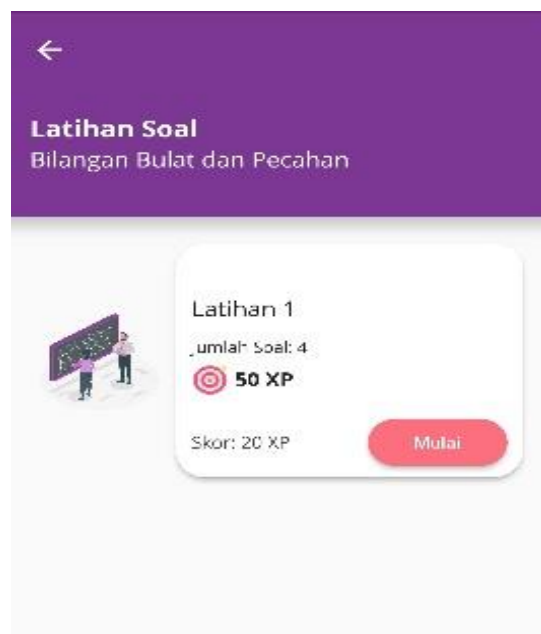 Latihan Soal
Bilangan Bulat dan Pecahan
Latihan 1
Jumlah Soal: 4
50 XP
Skor: 20 XP
Mulai